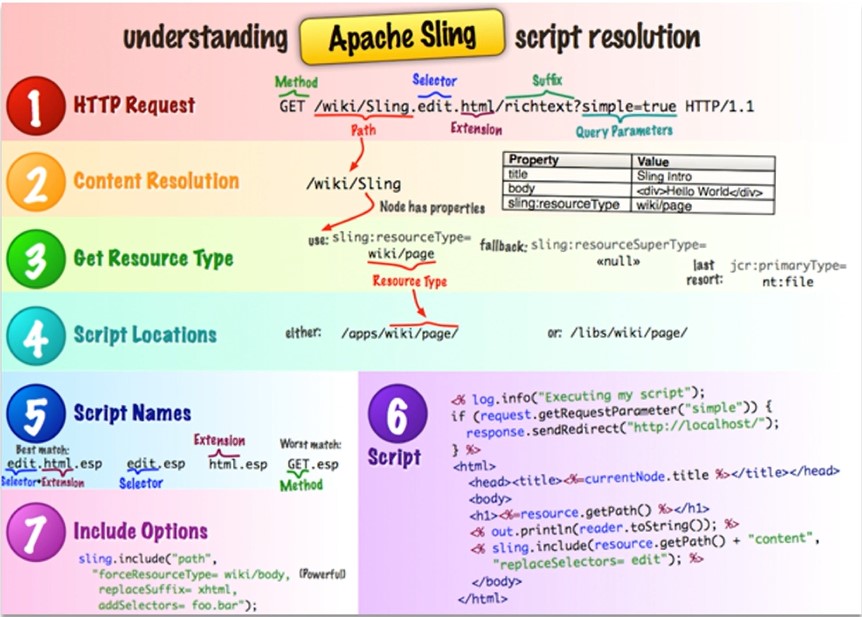 understanding Apache Sling script resolution
1 HTTP Request
Method Selector Suffix
GET /wiki/Sling.edit.html/richtext?simple=true HTTP/1.1
Path Extension Query Parameters
2 Content Resolution
/wiki/Sling
Node has properties
Property Value
title Sling Intro
body <div>Hello World</div>
sling:resourceType wiki/page
3 Get Resource Type
use: sling:resourceType=
wiki/page
Resource Type
fallback: sling:resourceSuperType=
«null»
last
resort:
jcr:primaryType=
nt:file
4 Script Locations
either: /apps/wiki/page/ or: /libs/wiki/page/
5 Script Names
Best match: Extension Worst match:
edit.html.esp edit.esp html.esp GET.esp
Selector+Extension Selector Method
6
Script
<% log.info("Executing my script");
if (request.getRequestParameter("simple")) {
response.sendRedirect("http://localhost/");
} %>
<html>
<head><title><%=currentNode.title %></title></head>
<body>
<h1><%=resource.getPath() %></h1>
<% out.println(reader.toString()); %>
<% sling.include(resource.getPath() + "content",
"replaceSelectors= edit"); %>
</body>
</html>
7 Include Options
sling.include("path",
"forceResourceType= wiki/body, (Powerful)
replaceSuffix= xhtml,
addSelectors= foo.bar");